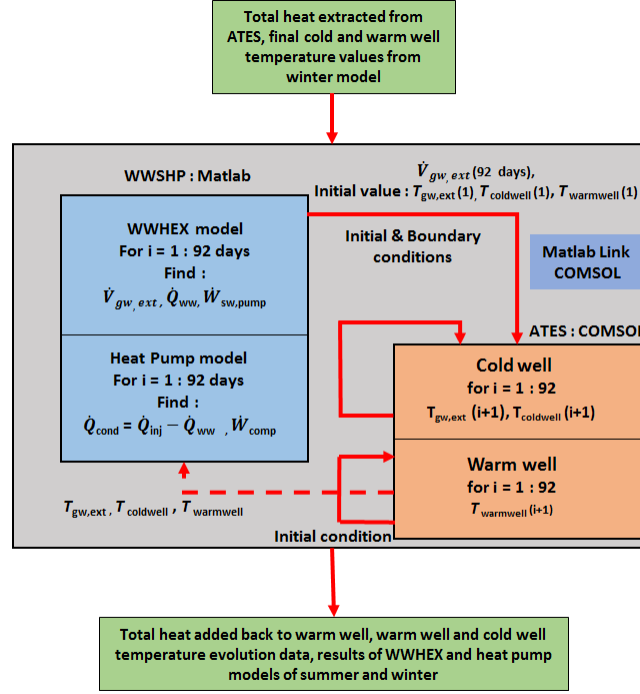 Total heat extracted from
ATES, final cold and warm well
temperature values from
winter model
WWSHP : Matlab
V̇gw, ext (92 days),
Initial value : Tgw,ext (1), Tcoldwell (1), Twarmwell (1)
WWHEX model
For i = 1 : 92 days
Find :
V̇gw, ext , Q̇ww, Ẇsw,pump
Initial & Boundary
conditions
Matlab Link
COMSOL
ATES : COMSOL
Heat Pump model
For i = 1 : 92 days
Find :
Q̇cond = Q̇inj − Q̇ww , Ẇcomp
Cold well
for i = 1 : 92
Tgw,ext (i+1), Tcoldwell (i+1)
Warm well
for i = 1 : 92
Twarmwell (i+1)
Tgw,ext , Tcoldwell , Twarmwell
Initial condition
Total heat added back to warm well, warm well and cold well
temperature evolution data, results of WWHEX and heat pump
models of summer and winter